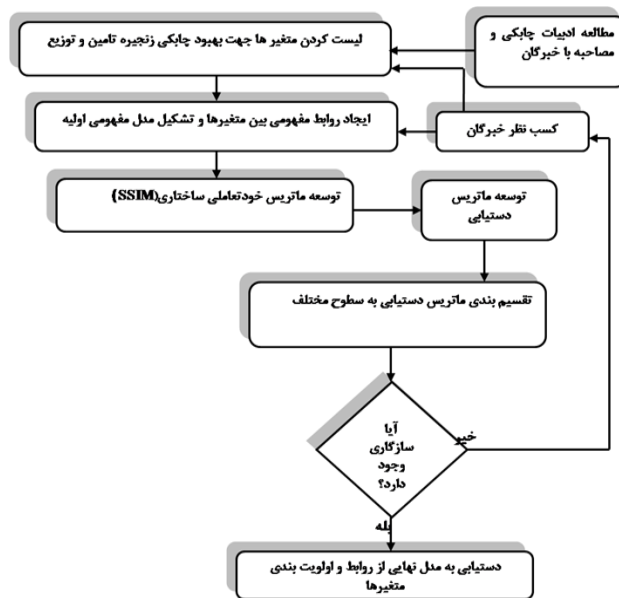 مطالعه ادبیات چابکی و
مصاحبه با خبرگان
لیست کردن متغیر ها جهت بهبود چابکی زنجیره تامین و توزیع
کسب نظر خبرگان
ایجاد روابط مفهومی بین متغیرها و تشکیل مدل مفهومی اولیه
توسعه ماتریس خودتعاملی ساختاری(SSIM)
توسعه ماتریس
دستیابی
تقسیم بندی ماتریس دستیابی به سطوح مختلف
آیا
سازگاری
وجود
دارد؟
خیر
بله
دستیابی به مدل نهایی از روابط و اولویت بندی
متغیرها